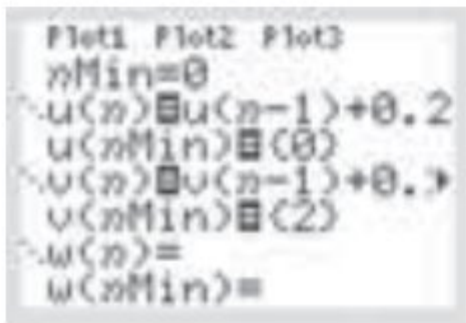 Plot1 Plot2 Plot3
nMin=0
u(n)=u(n-1)+0.2
u(nMin)={0}
v(n)=v(n-1)+0.
v(nMin)={2}
w(n)=
w(nMin)=